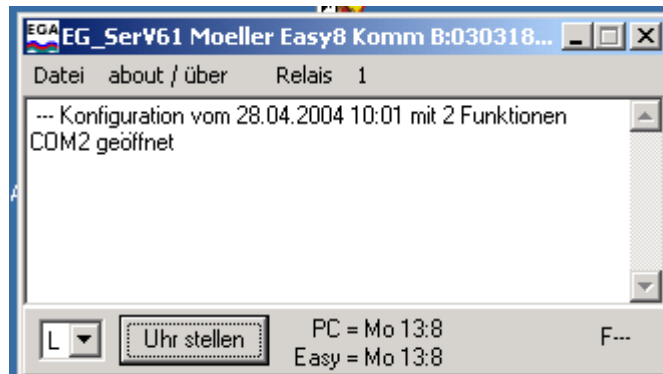 EGA EG_SerV61 Moeller Easy8 Komm B:030318...
Datei about / über Relais 1
--- Konfiguration vom 28.04.2004 10:01 mit 2 Funktionen
COM2 geöffnet
L Uhr stellen PC = Mo 13:8 F---
Easy = Mo 13:8